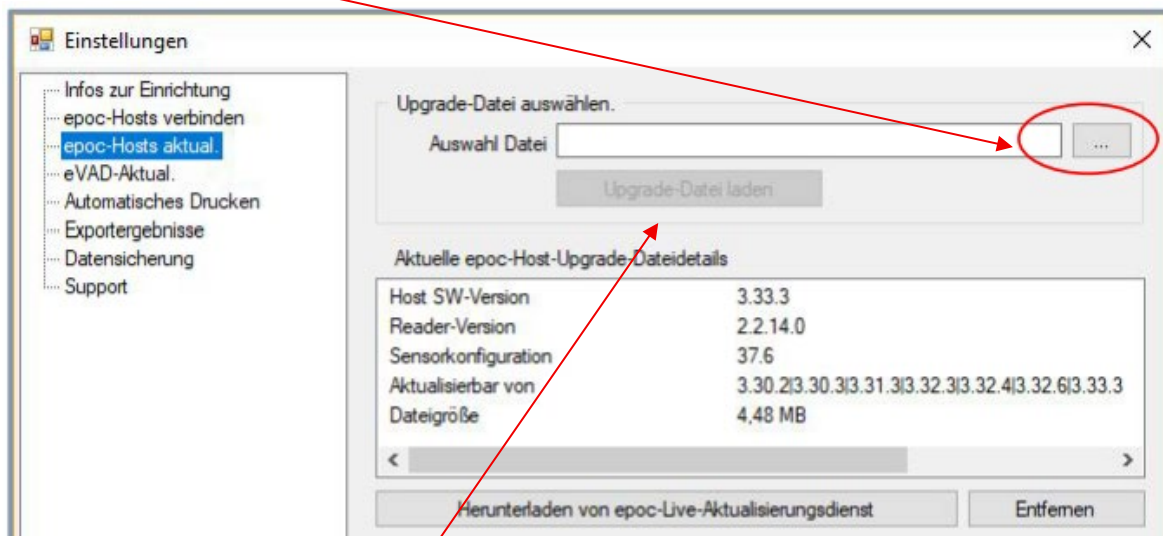 Einstellungen
Infos zur Einrichtung
epoc-Hosts verbinden
epoc-Hosts aktual.
eVAD-Aktual.
Automatisches Drucken
Exportergebnisse
Datensicherung
Support
Upgrade-Datei auswählen.
Auswahl Datei
...
Upgrade-Datei laden
Aktuelle epoc-Host-Upgrade-Dateidetails
Host SW-Version 3.33.3
Reader-Version 2.2.14.0
Sensorkonfiguration 37.6
Aktualisierbar von 3.30.2|3.30.3|3.31.3|3.32.3|3.32.4|3.32.6|3.33.3
Dateigröße 4,48 MB
Herunterladen von epoc-Live-Aktualisierungsdienst
Entfernen